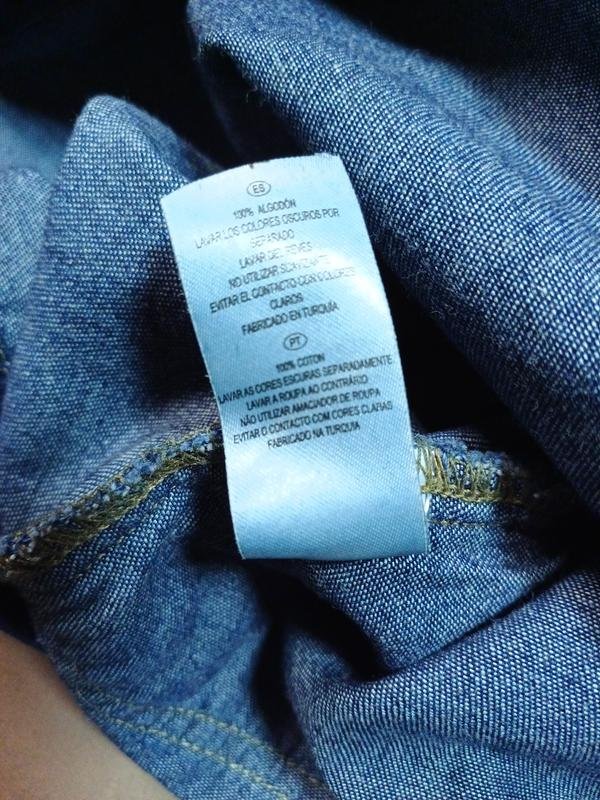 ES
100% ALGODÓN
LAVAR LOS COLORES OSCUROS POR
SEPARADO
LAVAR DEL REVÉS
NO UTILIZAR SUAVIZANTE
EVITAR EL CONTACTO CON COLORES
CLAROS
FABRICADO EN TURQUÍA
PT
100% COTON
LAVAR AS CORES ESCURAS SEPARADAMENTE
LAVAR A ROUPA AO CONTRÁRIO
NÃO UTILIZAR AMACIADOR DE ROUPA
EVITAR O CONTACTO COM CORES CLARAS
FABRICADO NA TURQUIA